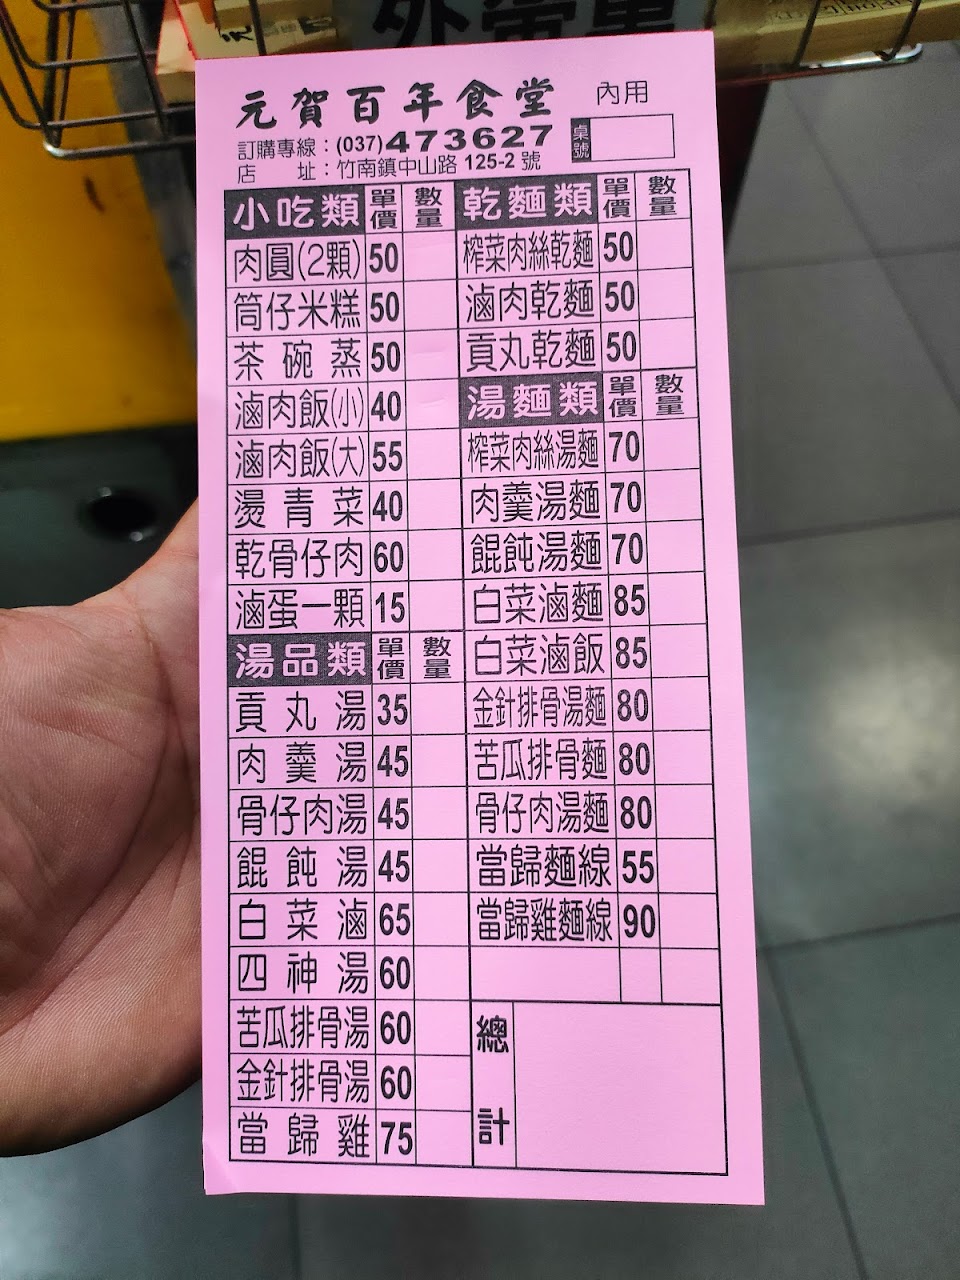 外帶單
元賀百年食堂 內用
訂購專線：(037)473627 桌號
店 址：竹南鎮中山路 125-2 號
小吃類 單價 數量
肉圓(2顆) 50
筒仔米糕 50
茶碗蒸 50
滷肉飯(小) 40
滷肉飯(大) 55
燙青菜 40
乾骨仔肉 60
滷蛋一顆 15
湯品類 單價 數量
貢丸湯 35
肉羹湯 45
骨仔肉湯 45
餛飩湯 45
白菜滷 65
四神湯 60
苦瓜排骨湯 60
金針排骨湯 60
當歸雞 75
乾麵類 單價 數量
榨菜肉絲乾麵 50
滷肉乾麵 50
貢丸乾麵 50
湯麵類 單價 數量
榨菜肉絲湯麵 70
肉羹湯麵 70
餛飩湯麵 70
白菜滷麵 85
白菜滷飯 85
金針排骨湯麵 80
苦瓜排骨麵 80
骨仔肉湯麵 80
當歸麵線 55
當歸雞麵線 90
總計